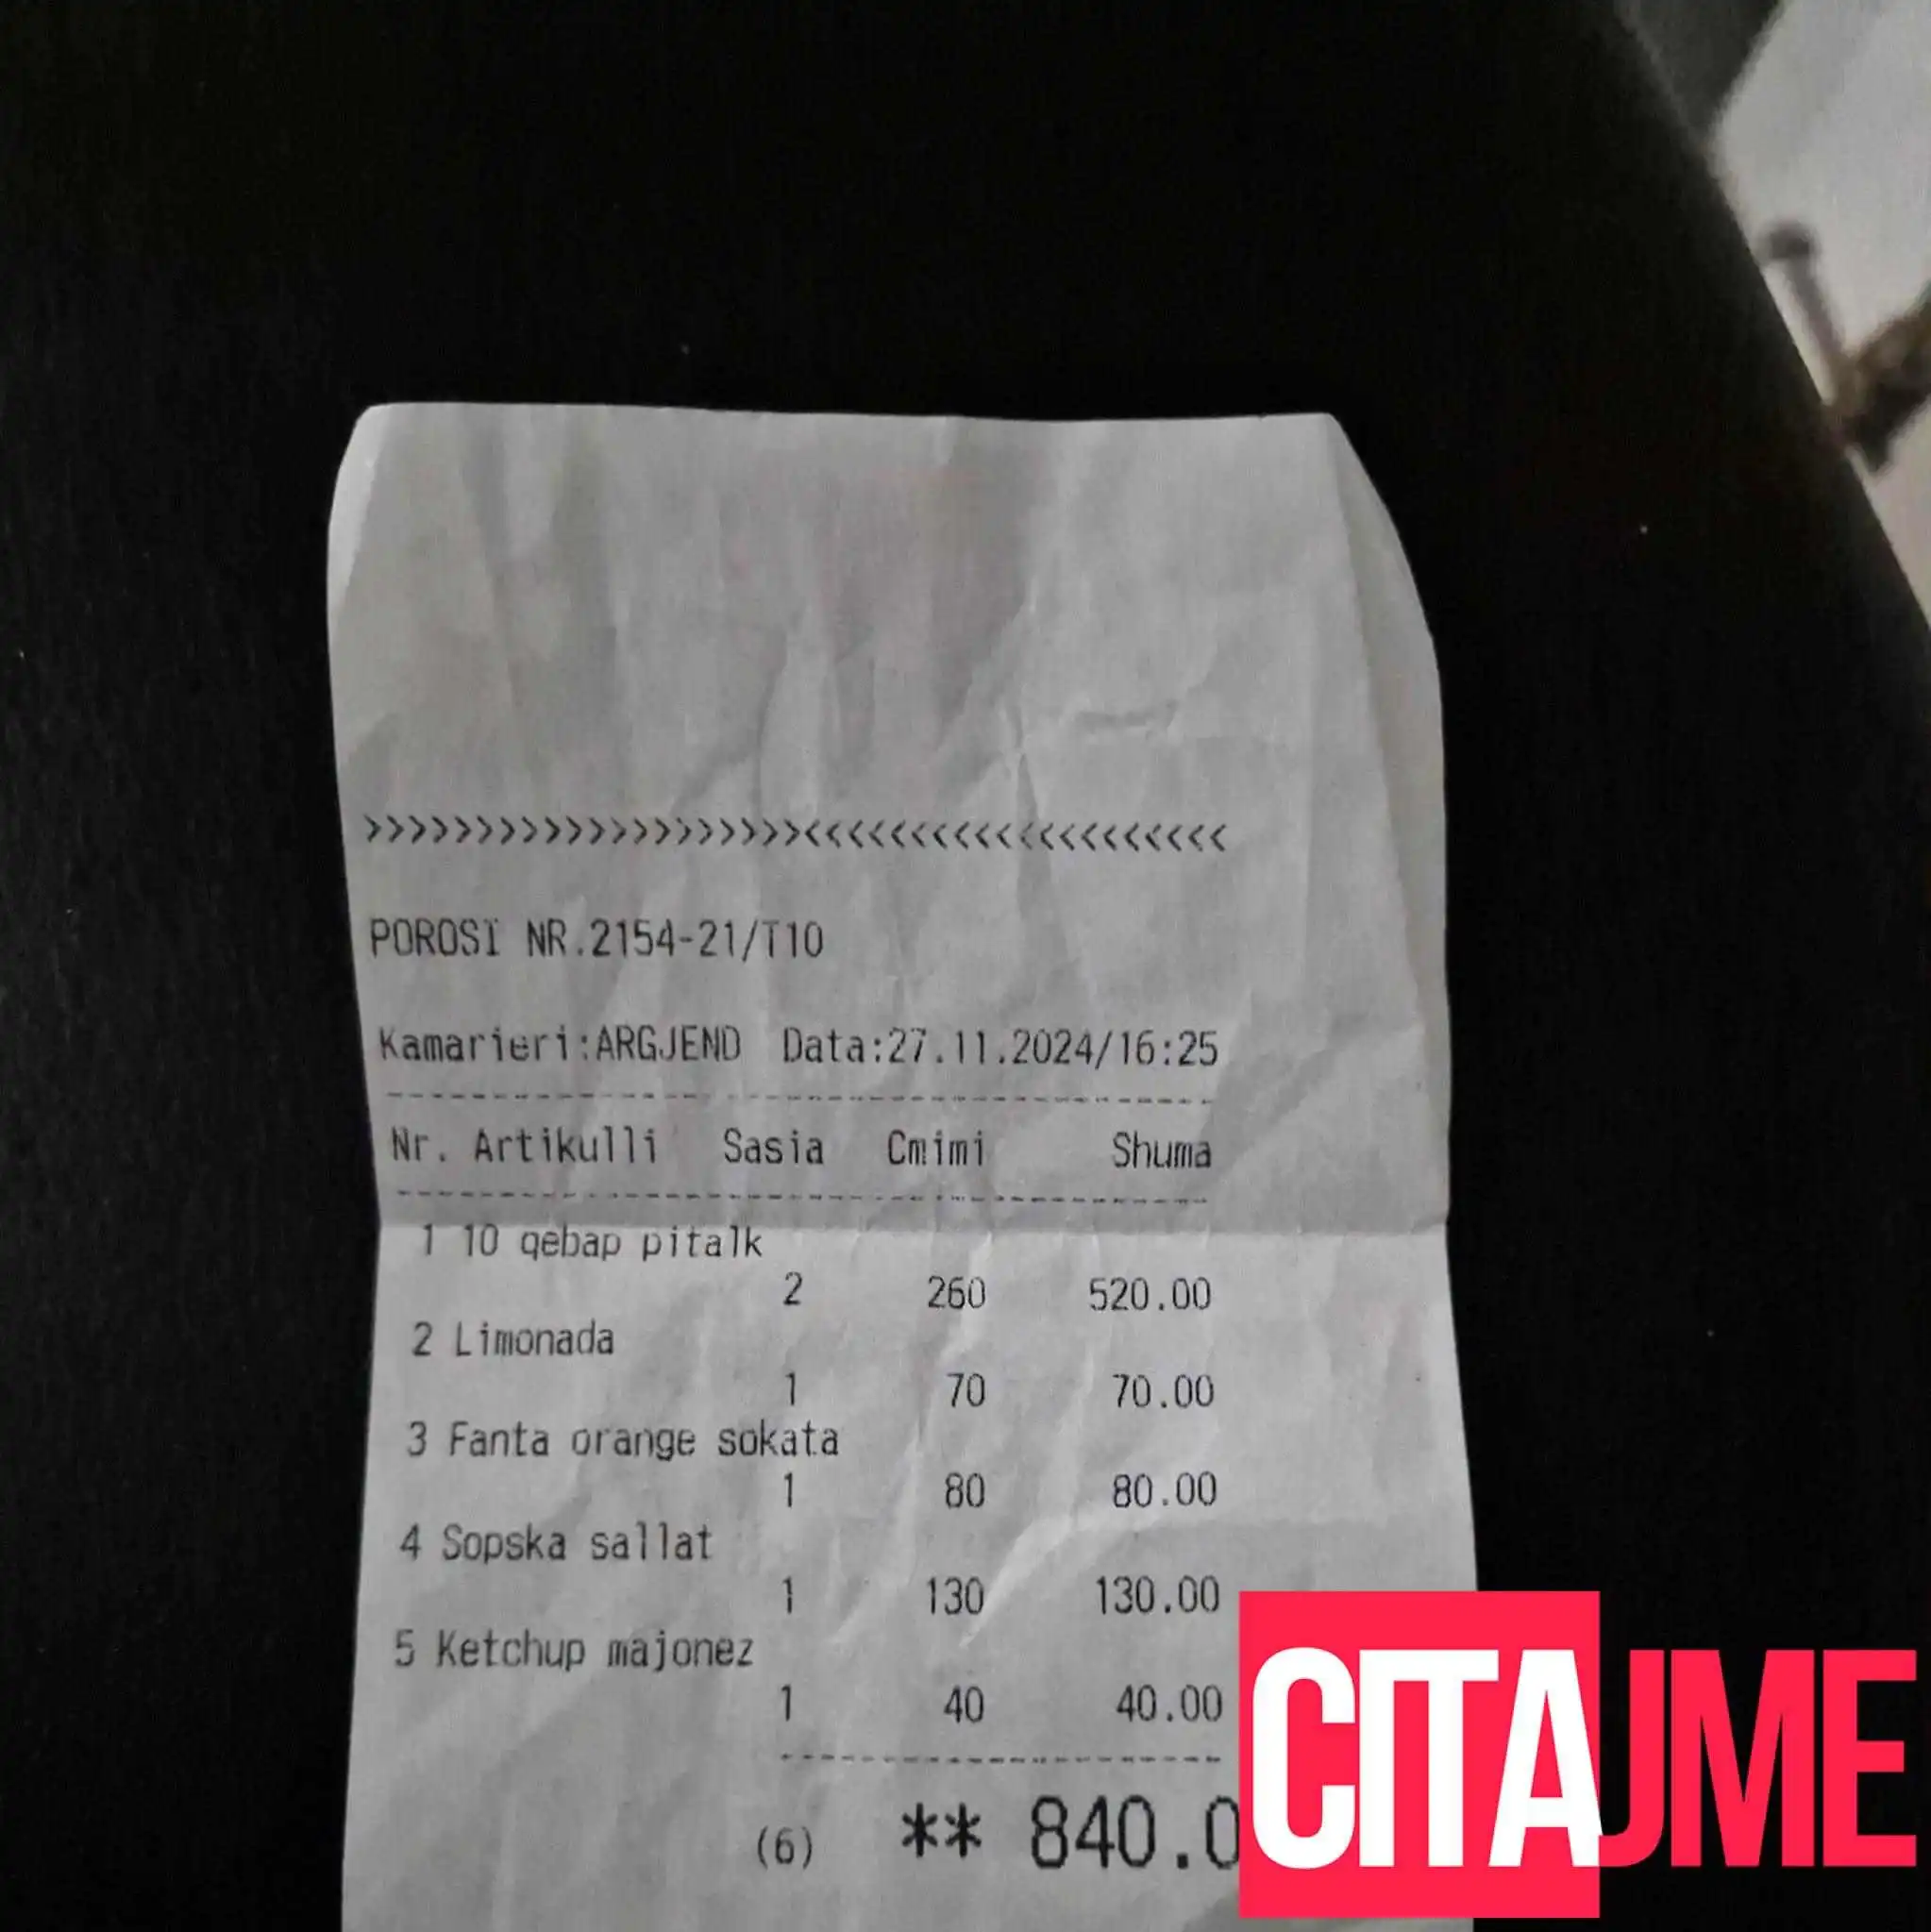 >>>>>>>>>>>>>>>>>>>><<<<<<<<<<<<<<<<<<<<
POROSI NR.2154-21/T10
Kamarieri:ARGJEND Data:27.11.2024/16:25
Nr. Artikulli Sasia Cmimi Shuma
1 10 qebap pitalk
2 260 520.00
2 Limonada
1 70 70.00
3 Fanta orange sokata
1 80 80.00
4 Sopska sallat
1 130 130.00
5 Ketchup majonez
1 40 40.00
(6) ** 840.0
CITAJME